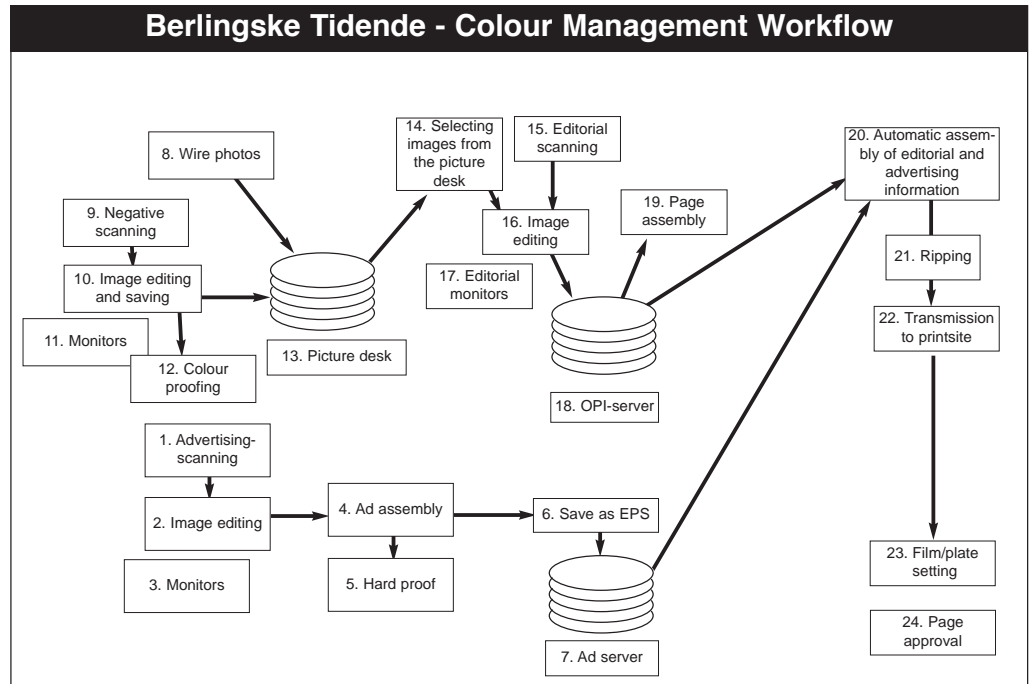 Berlingske Tidende - Colour Management Workflow
8. Wire photos
14. Selecting
images from
the picture
desk
15. Editorial
scanning
20. Automatic assem-
bly of editorial and
advertising
information
9. Negative
scanning
16. Image
editing
19. Page
assembly
10. Image editing
and saving
17. Editorial
monitors
21. Ripping
11. Monitors
12. Colour
proofing
13. Picture desk
22. Transmission
to printsite
18. OPI-server
1. Advertising-
scanning
2. Image editing
4. Ad assembly
6. Save as EPS
3. Monitors
5. Hard proof
7. Ad server
23. Film/plate
setting
24. Page
approval